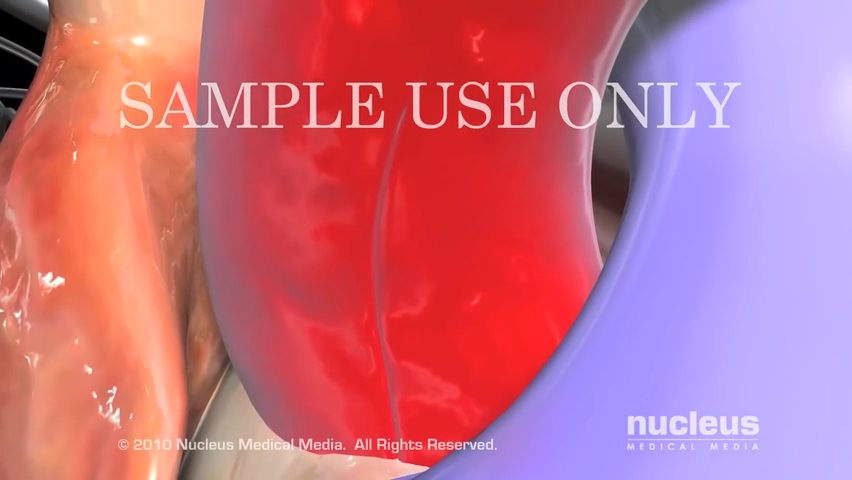 SAMPLE USE ONLY
© 2010 Nucleus Medical Media. All Rights Reserved.
nucleus
MEDICAL MEDIA